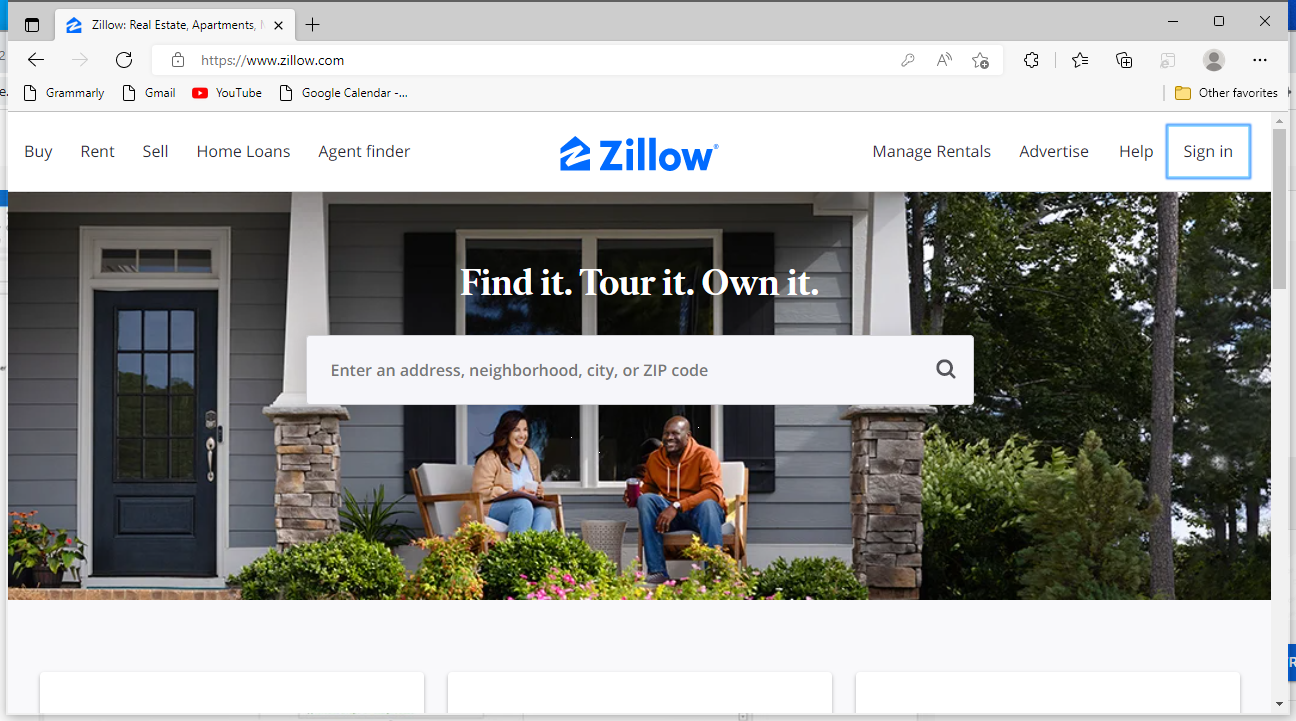 Zillow: Real Estate, Apartments,
https://www.zillow.com
Grammarly
Gmail
YouTube
Google Calendar -...
Other favorites
Buy
Rent
Sell
Home Loans
Agent finder
Zillow®
Manage Rentals
Advertise
Help
Sign in
Find it. Tour it. Own it.
Enter an address, neighborhood, city, or ZIP code